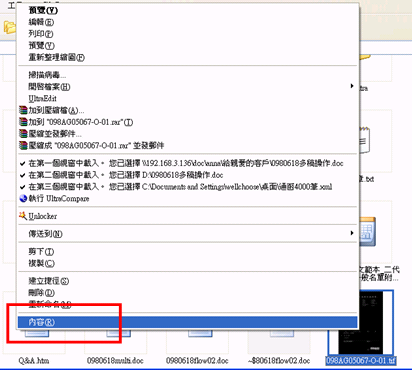 預覽(V)
編輯(E)
列印(P)
預覽(V)
重新整理縮圖(F)
掃描病毒...
開啓檔案(H)
UltraEdit
加到壓縮檔(A)...
加到 "098AG05067-O-01.rar"(T)
壓縮並發郵件...
壓縮成 "098AG05067-O-01.rar" 並發郵件
在第一個視窗中載入。 您已選擇 \\192.168.3.136\doc\anna\給親愛的客戶\0980618多稿操作.doc
在第二個視窗中載入。 您已選擇 D:\0980618多稿操作.doc
在第三個視窗中載入。 您已選擇 C:\Documents and Settings\wellchoose\桌面\通宿4000筆.xml
執行 UltraCompare
Unlocker
傳送到(N)
剪下(T)
複製(C)
建立捷徑(S)
刪除(D)
重新命名(M)
內容(R)
.txt
文範本_二代
Q&A.htm
0980618multi.doc
0980618flow02.doc
~$80618flow02.doc
098AG05067-O-01.tif